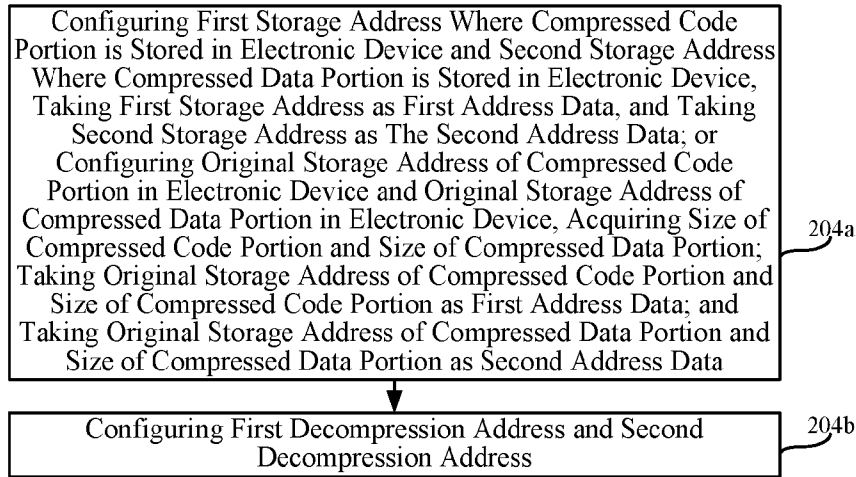 Configuring First Storage Address Where Compressed Code
Portion is Stored in Electronic Device and Second Storage Address
Where Compressed Data Portion is Stored in Electronic Device,
Taking First Storage Address as First Address Data, and Taking
Second Storage Address as The Second Address Data; or
Configuring Original Storage Address of Compressed Code
Portion in Electronic Device and Original Storage Address of
Compressed Data Portion in Electronic Device, Acquiring Size of
Compressed Code Portion and Size of Compressed Data Portion;
Taking Original Storage Address of Compressed Code Portion and
Size of Compressed Code Portion as First Address Data; and
Taking Original Storage Address of Compressed Data Portion and
Size of Compressed Data Portion as Second Address Data
204a
Configuring First Decompression Address and Second
Decompression Address
204b